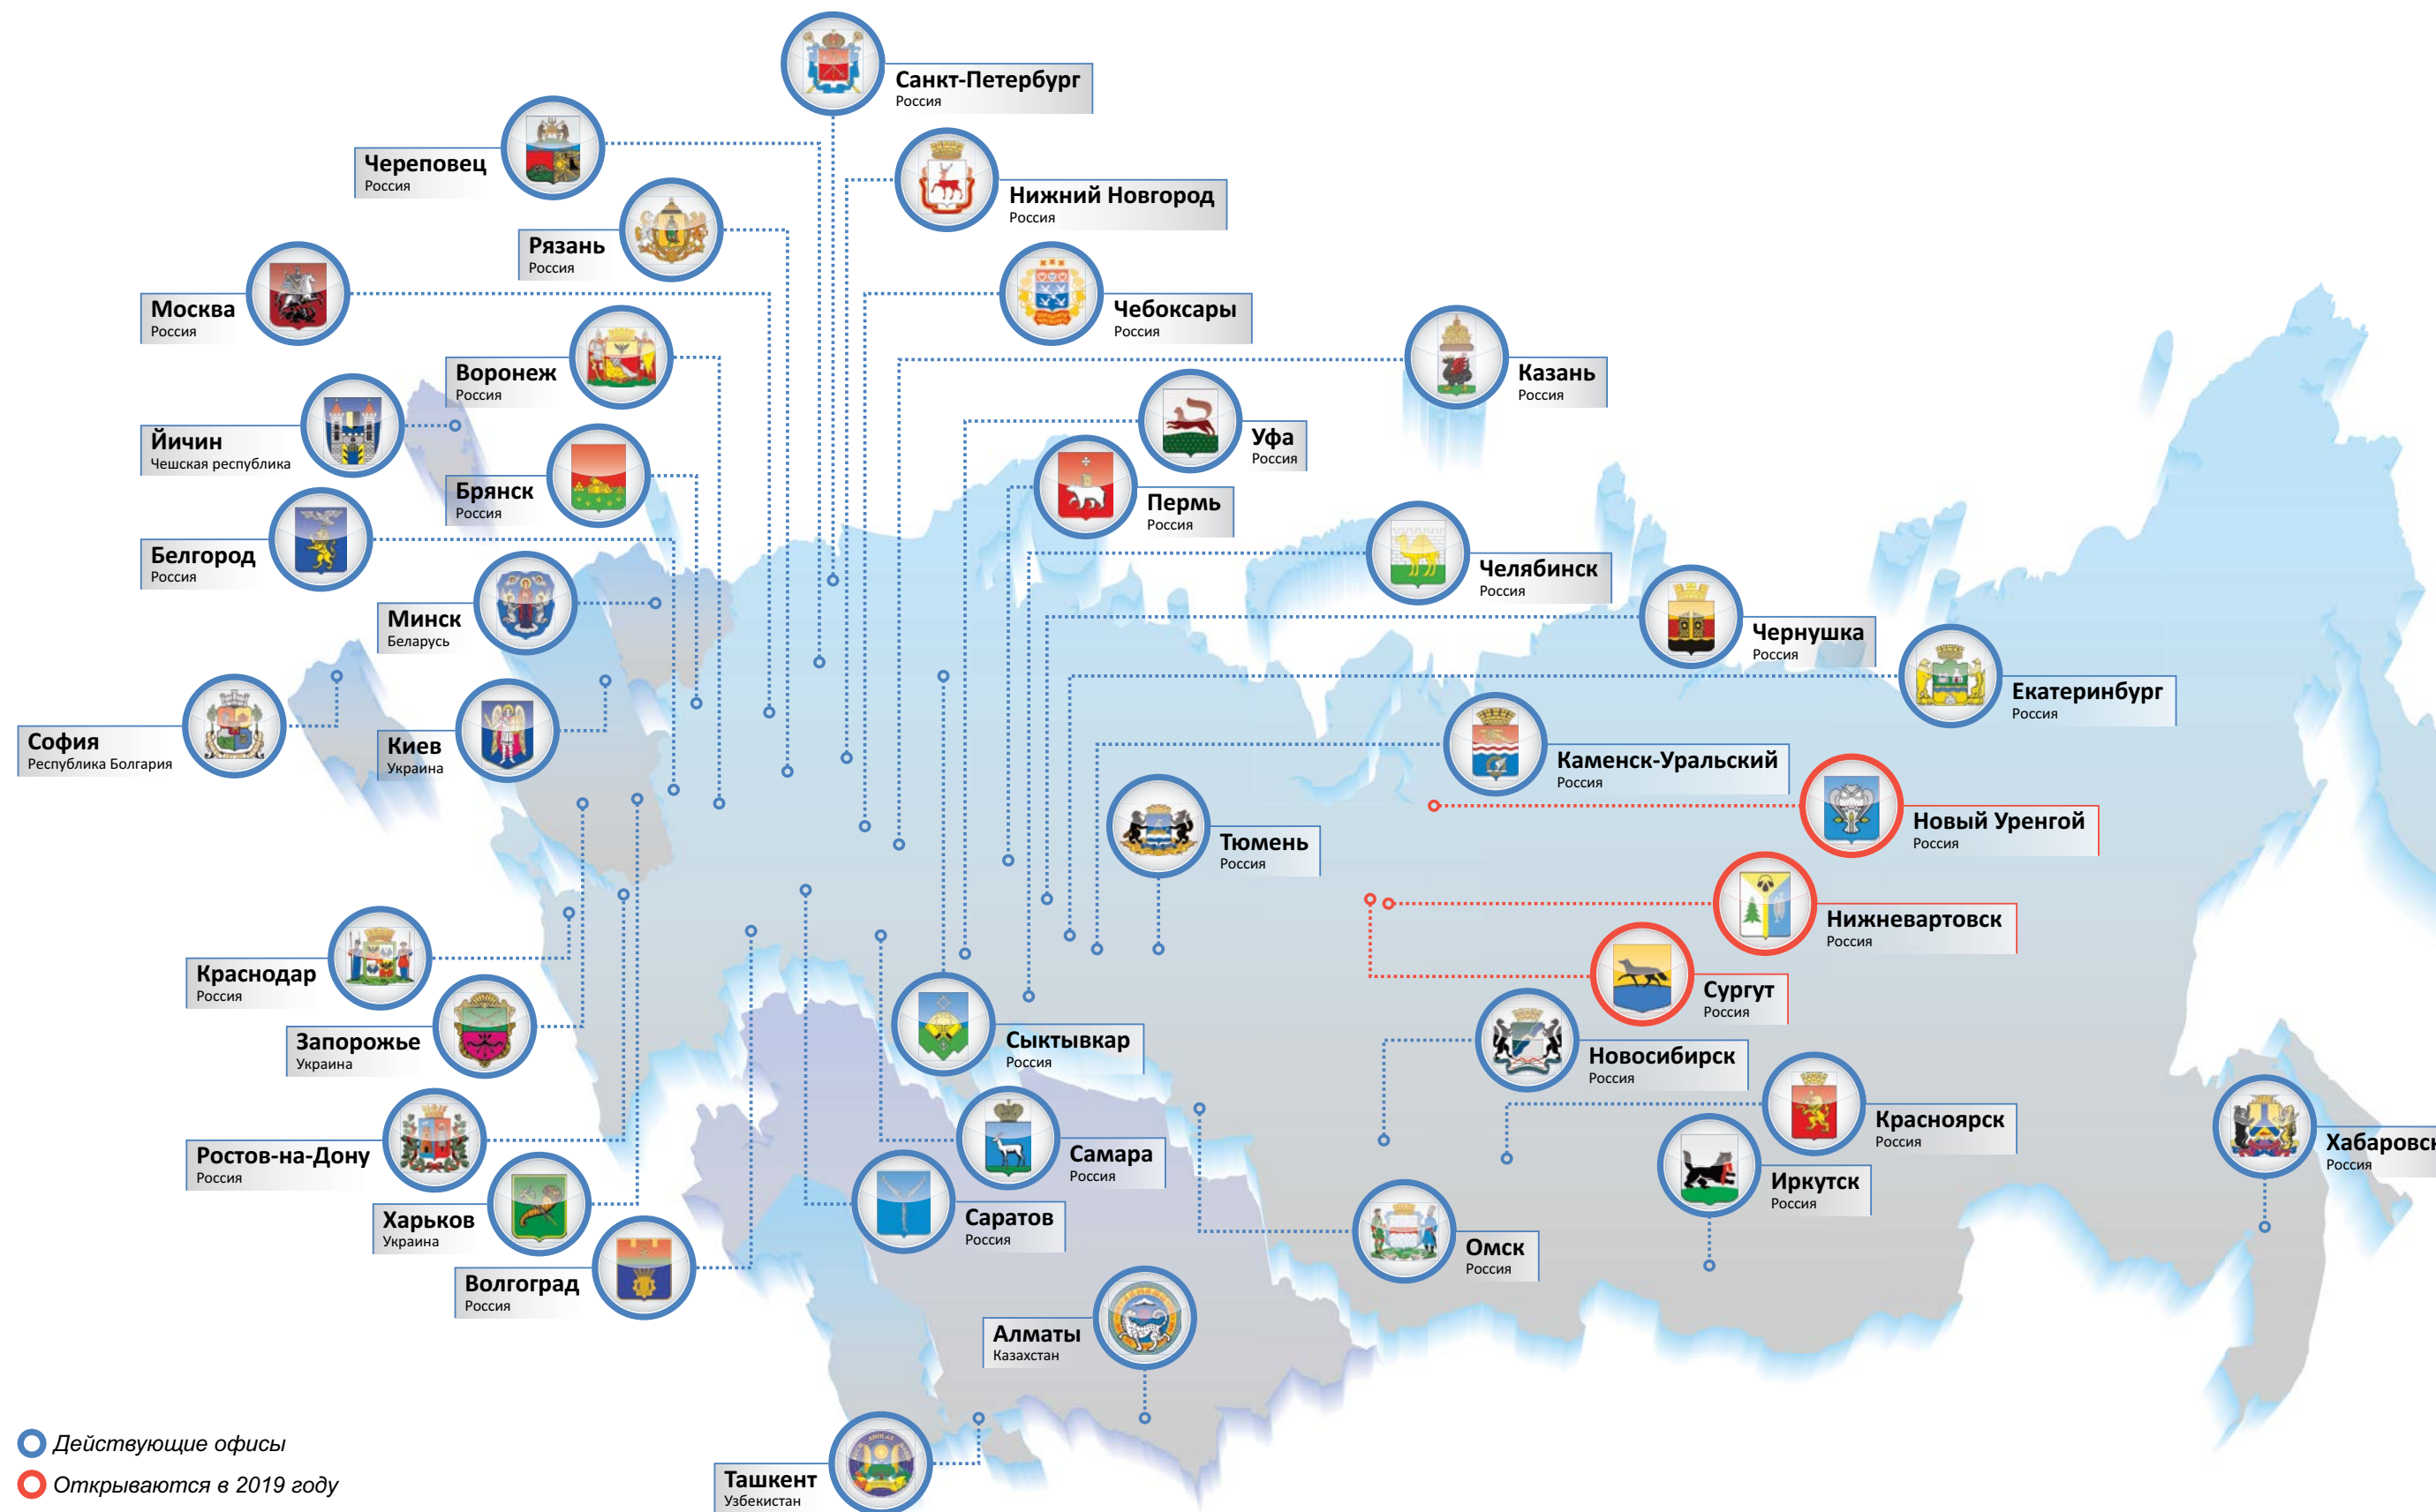 Санкт-Петербург
Россия
Череповец
Россия
Нижний Новгород
Россия
Рязань
Россия
Москва
Россия
Чебоксары
Россия
Воронеж
Россия
Казань
Россия
Йичин
Чешская республика
Уфа
Россия
Брянск
Россия
Пермь
Россия
Белгород
Россия
Челябинск
Россия
Минск
Беларусь
Чернушка
Россия
Екатеринбург
Россия
София
Республика Болгария
Киев
Украина
Каменск-Уральский
Россия
Новый Уренгой
Россия
Тюмень
Россия
Нижневартовск
Россия
Краснодар
Россия
Сургут
Россия
Запорожье
Украина
Сыктывкар
Россия
Новосибирск
Россия
Красноярск
Россия
Хабаровск
Россия
Ростов-на-Дону
Россия
Самара
Россия
Иркутск
Россия
Харьков
Украина
Саратов
Россия
Омск
Россия
Волгоград
Россия
Алматы
Казахстан
Действующие офисы
Открываются в 2019 году
Ташкент
Узбекистан